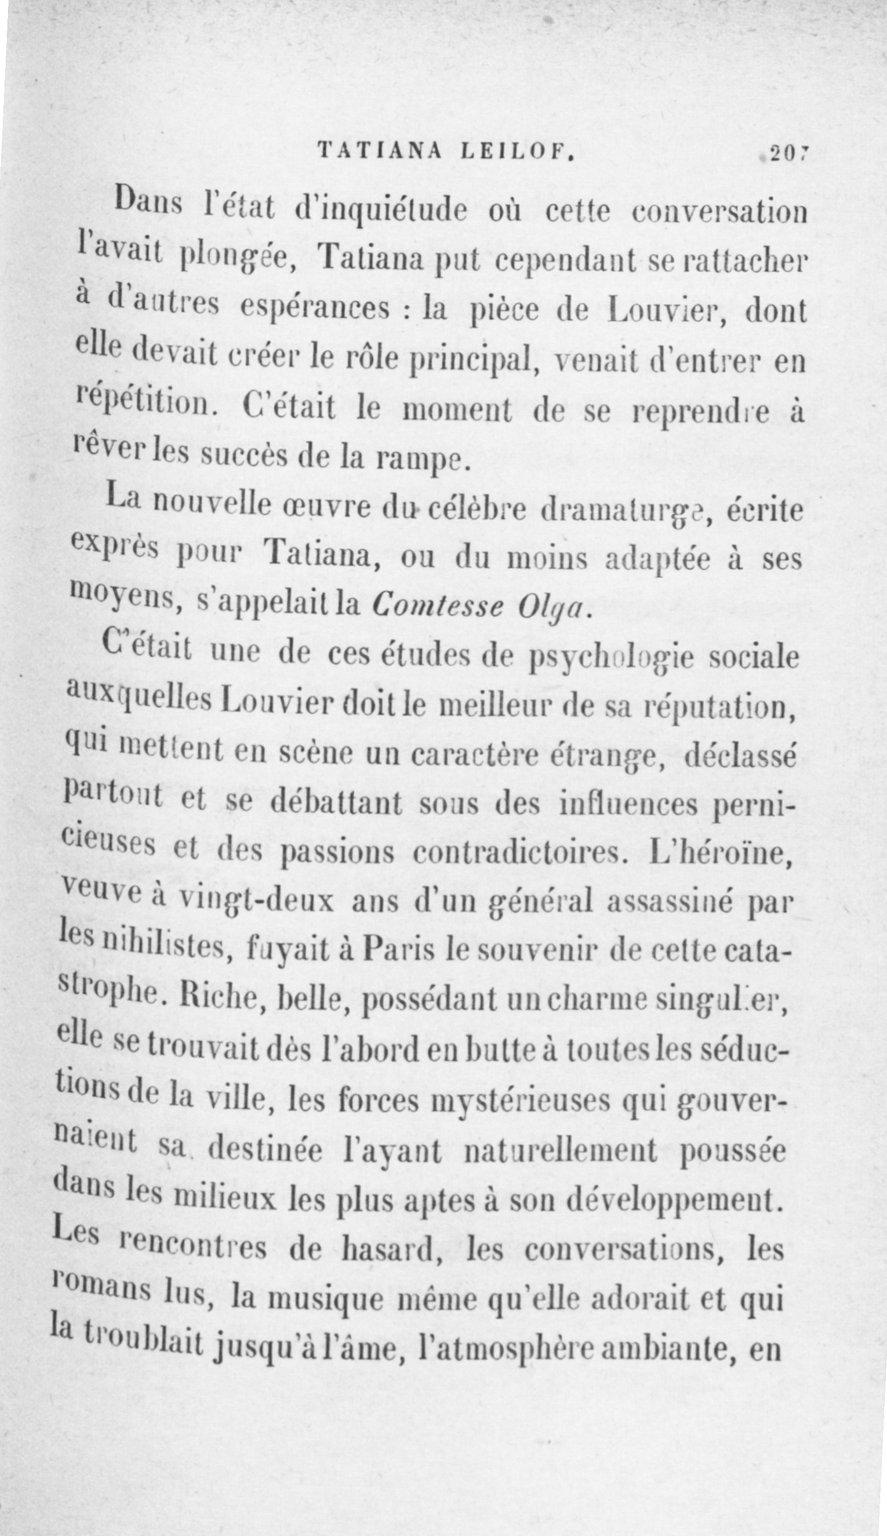 TATIANA LEILOF. 207
Dans l'état d'inquiétude où cette conversation
l'avait plongée, Tatiana put cependant se rattacher
à d'autres espérances : la pièce de Louvier, dont
elle devait créer le rôle principal, venait d'entrer en
répétition. C'était le moment de se reprendre à
rêver les succès de la rampe.
La nouvelle œuvre du célèbre dramaturge, écrite
exprès pour Tatiana, ou du moins adaptée à ses
moyens, s'appelait la Comtesse Olga.
C'était une de ces études de psychologie sociale
auxquelles Louvier doit le meilleur de sa réputation,
qui mettent en scène un caractère étrange, déclassé
partout et se débattant sous des influences perni-
cieuses et des passions contradictoires. L'héroïne,
veuve à vingt-deux ans d'un général assassiné par
les nihilistes, fuyait à Paris le souvenir de cette cata-
strophe. Riche, belle, possédant un charme singulier,
elle se trouvait dès l'abord en butte à toutes les séduc-
tions de la ville, les forces mystérieuses qui gouver-
naient sa destinée l'ayant naturellement poussée
dans les milieux les plus aptes à son développement.
Les rencontres de hasard, les conversations, les
romans lus, la musique même qu'elle adorait et qui
la troublait jusqu'à l'âme, l'atmosphère ambiante, en